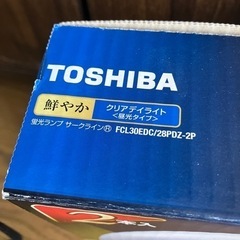 TOSHIBA
鮮やか クリアデイライト
<昼光タイプ>
蛍光ランプ サークラインⓇ FCL30EDC/28PDZ-2P